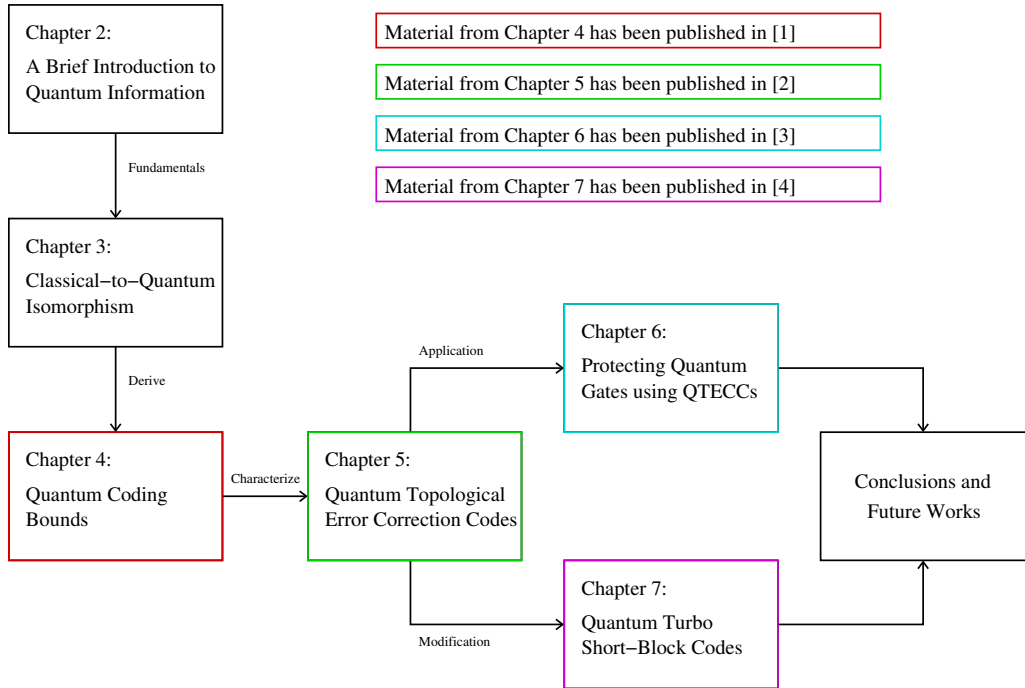 Chapter 2:
A Brief Introduction to
Quantum Information
Material from Chapter 4 has been published in [1]
Material from Chapter 5 has been published in [2]
Material from Chapter 6 has been published in [3]
Material from Chapter 7 has been published in [4]
Fundamentals
Chapter 3:
Classical−to−Quantum
Isomorphism
Derive
Chapter 4:
Quantum Coding
Bounds
Characterize
Chapter 5:
Quantum Topological
Error Correction Codes
Application
Chapter 6:
Protecting Quantum
Gates using QTECCs
Modification
Chapter 7:
Quantum Turbo
Short−Block Codes
Conclusions and
Future Works